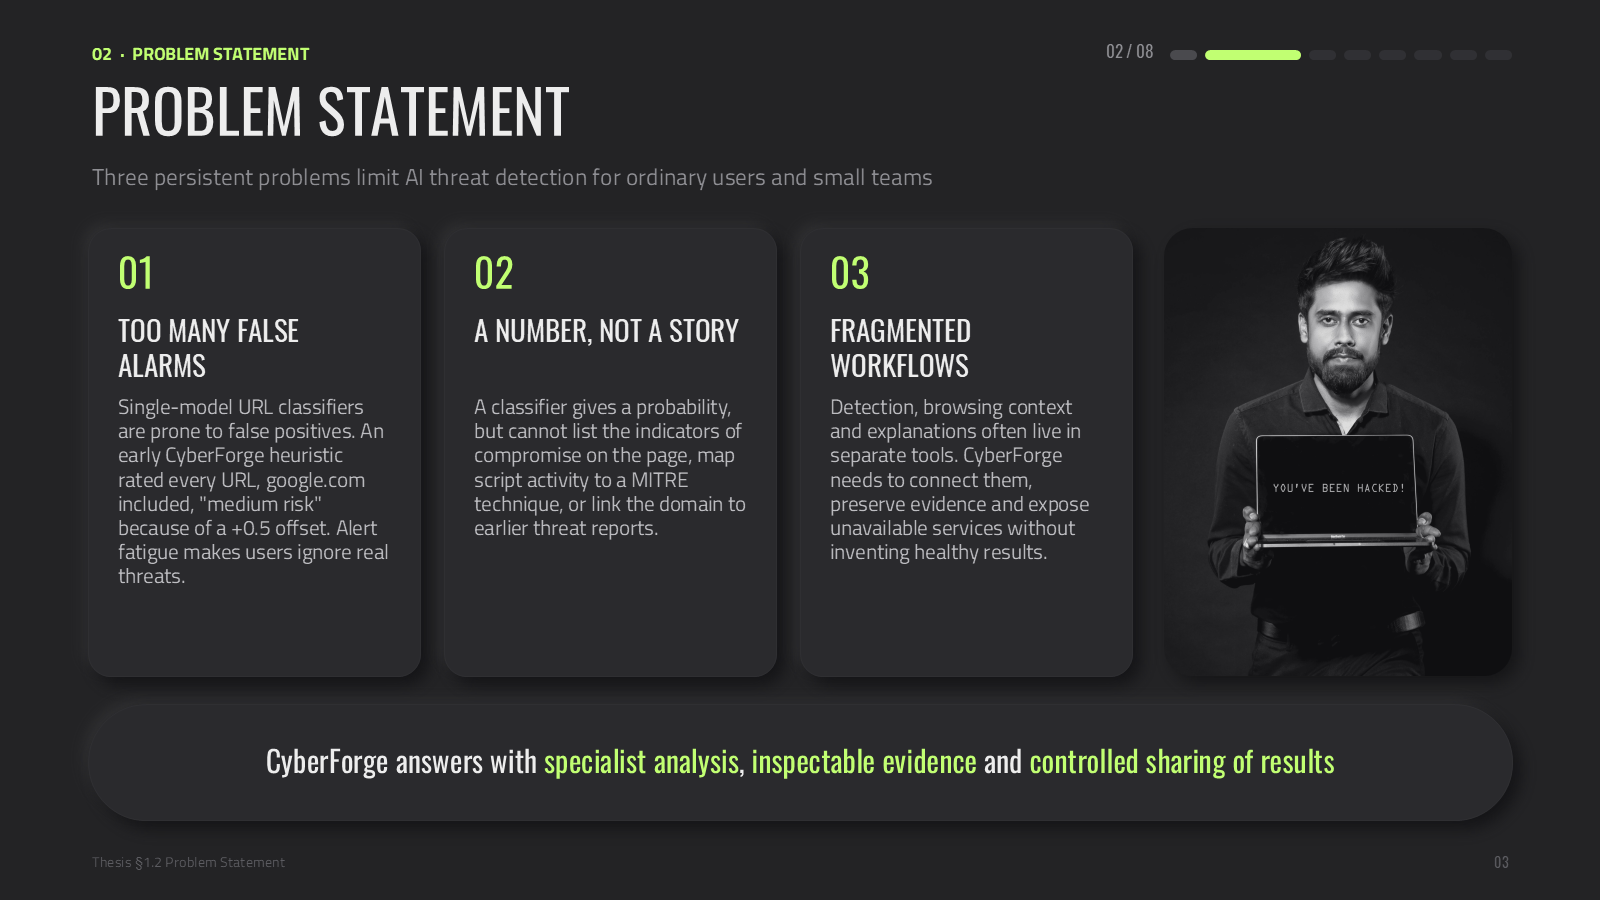 02 · PROBLEM STATEMENT
02 / 08
PROBLEM STATEMENT
Three persistent problems limit AI threat detection for ordinary users and small teams
01
TOO MANY FALSE
ALARMS
Single-model URL classifiers
are prone to false positives. An
early CyberForge heuristic
rated every URL, google.com
included, "medium risk"
because of a +0.5 offset. Alert
fatigue makes users ignore real
threats.
02
A NUMBER, NOT A STORY
A classifier gives a probability,
but cannot list the indicators of
compromise on the page, map
script activity to a MITRE
technique, or link the domain to
earlier threat reports.
03
FRAGMENTED
WORKFLOWS
Detection, browsing context
and explanations often live in
separate tools. CyberForge
needs to connect them,
preserve evidence and expose
unavailable services without
inventing healthy results.
YOU'VE BEEN HACKED!
CyberForge answers with specialist analysis, inspectable evidence and controlled sharing of results
Thesis §1.2 Problem Statement
03